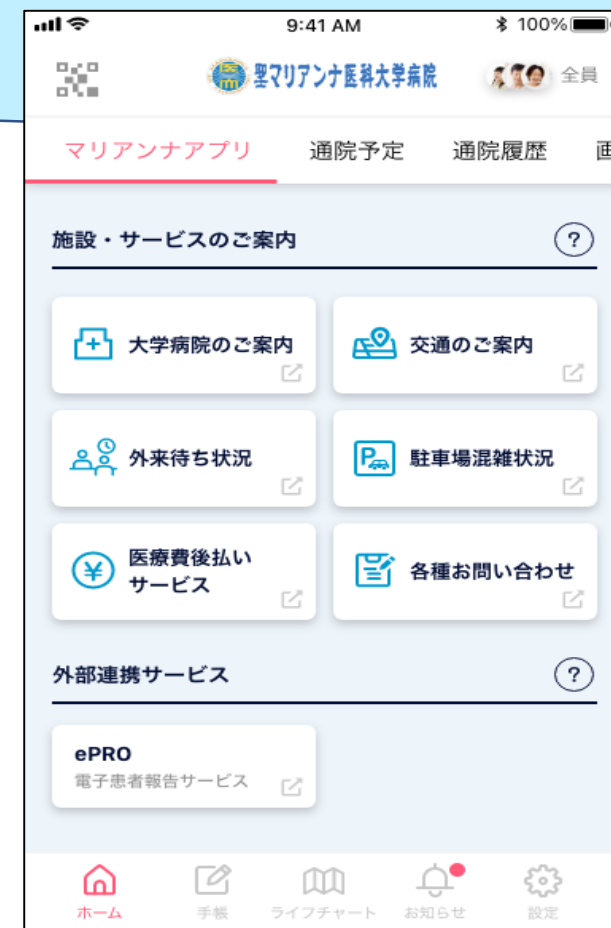 9:41 AM
100%
聖マリアンナ医科大学病院
全員
マリアンナアプリ
通院予定
通院履歴
施設・サービスのご案内
?
大学病院のご案内
交通のご案内
外来待ち状況
P
駐車場混雑状況
¥
医療費後払い
サービス
各種お問い合わせ
外部連携サービス
?
ePRO
電子患者報告サービス
ホーム
手帳
ライフチャート
お知らせ
設定